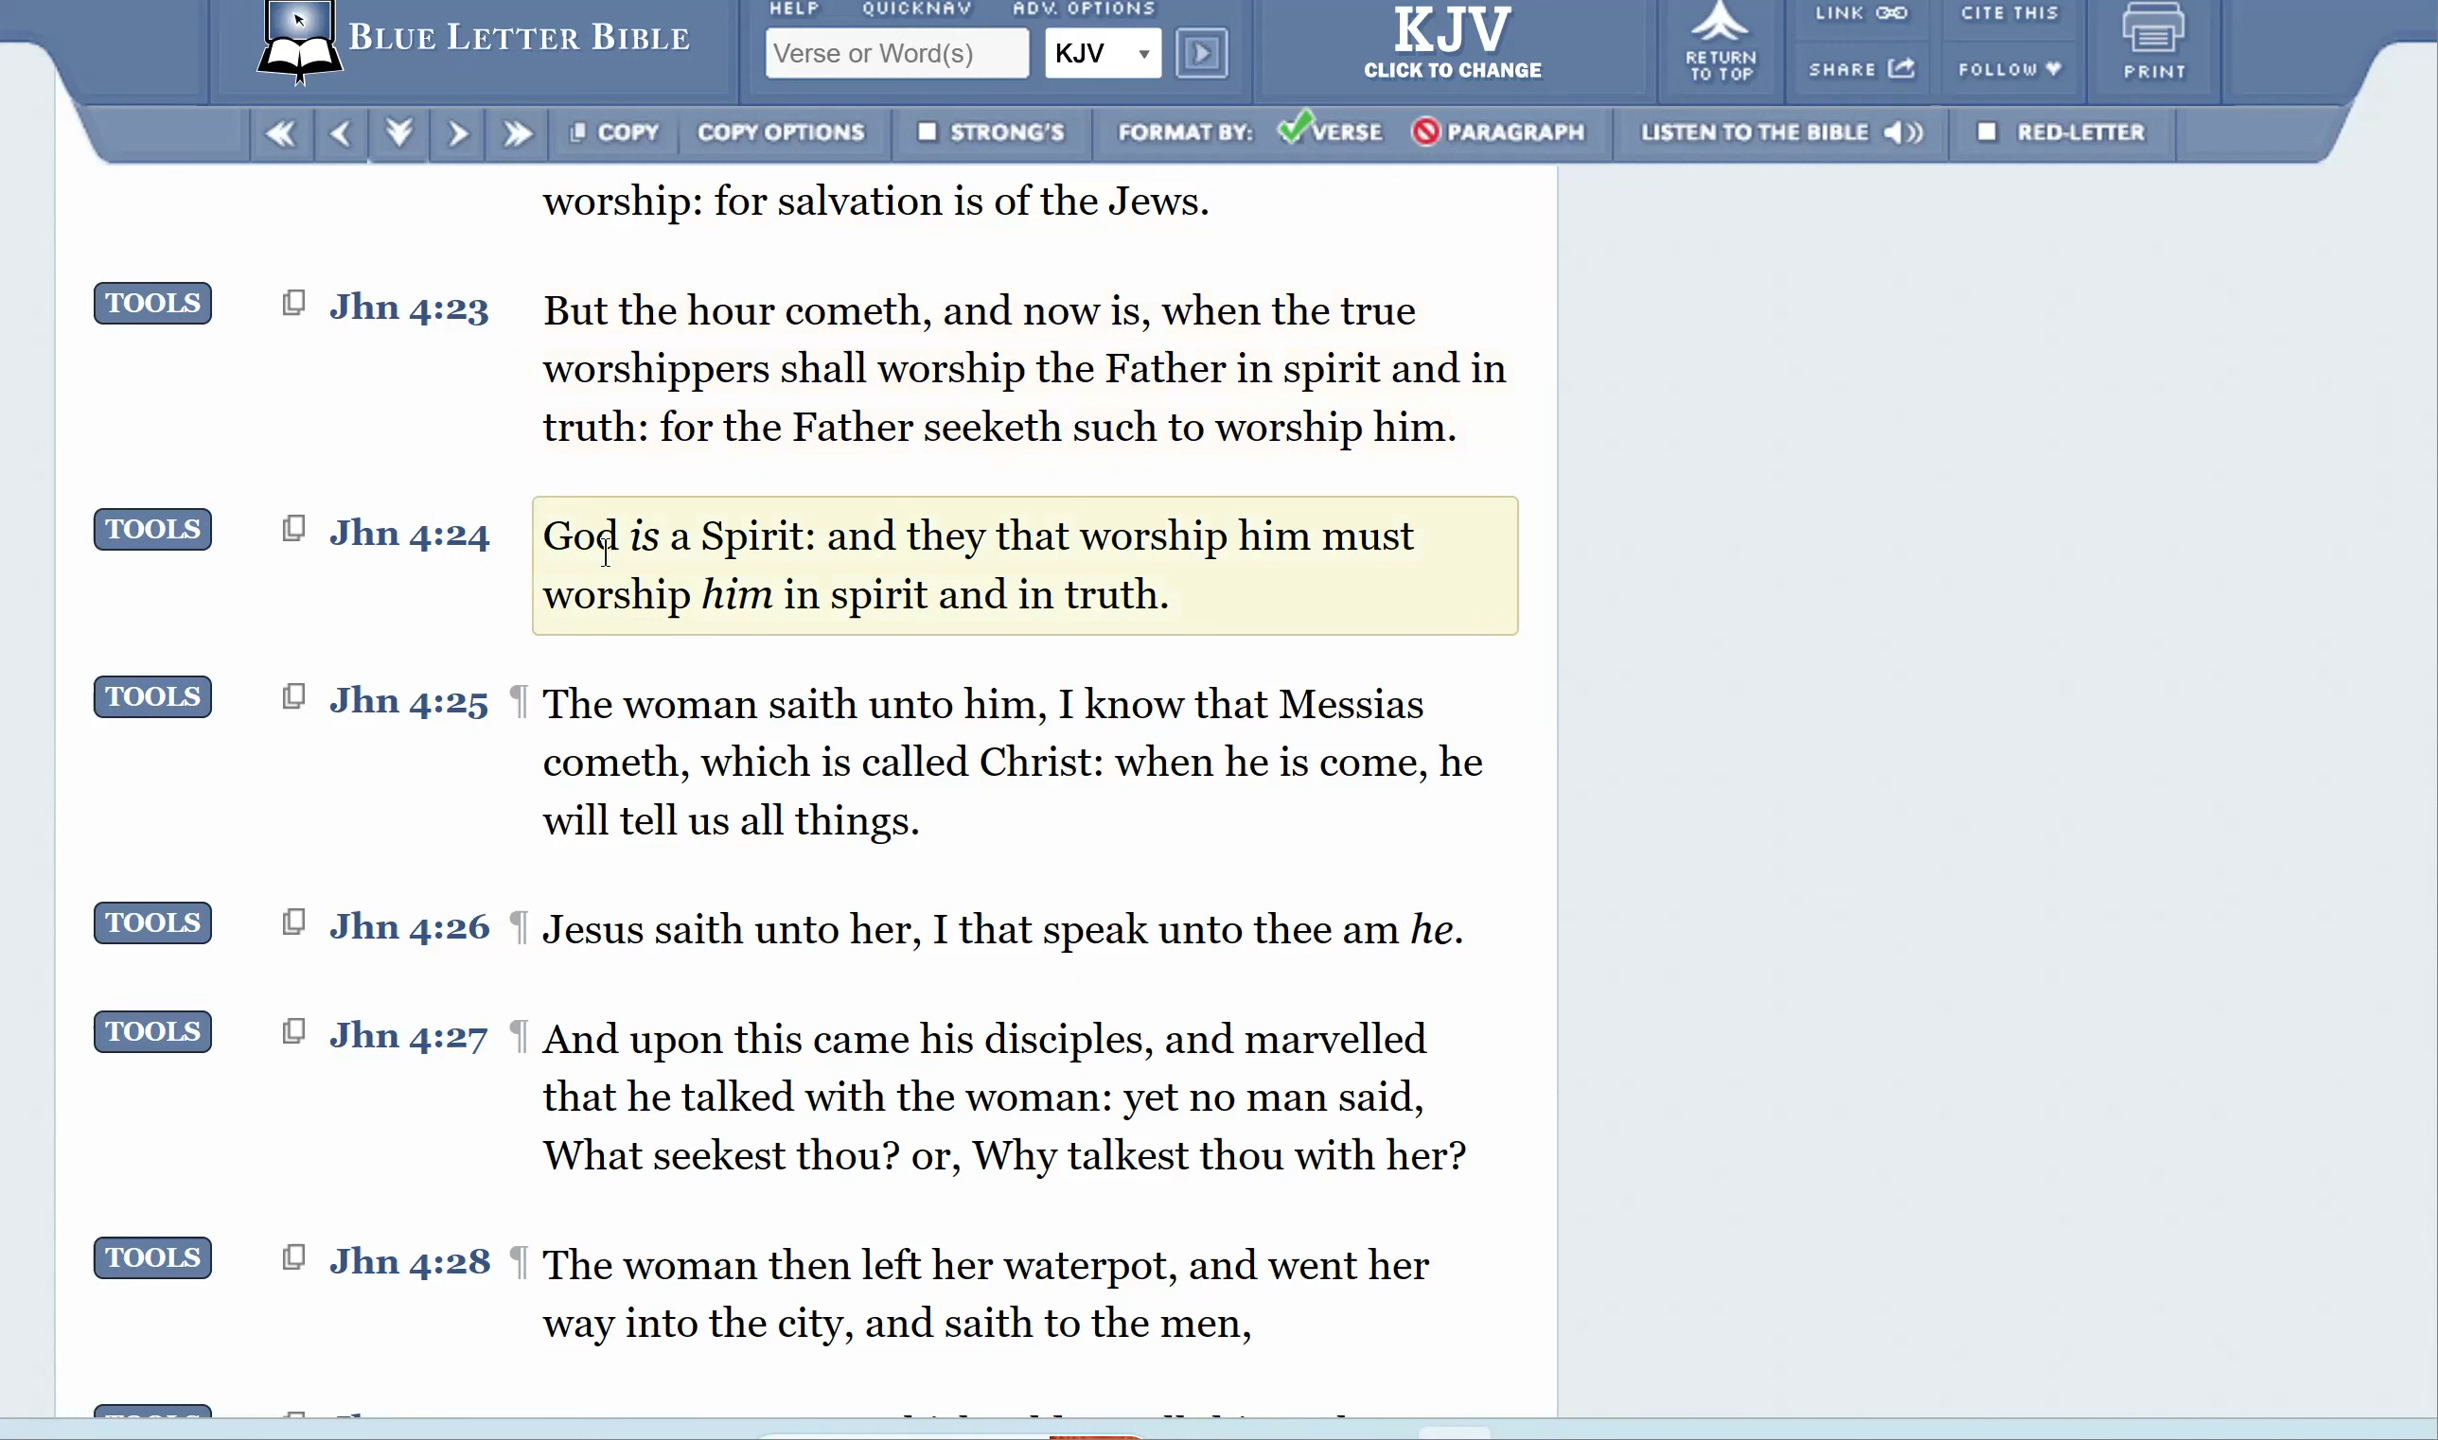 HELP QUICKNAV ADV. OPTIONS
BLUE LETTER BIBLE
Verse or Word(s) KJV
KJV
CLICK TO CHANGE
RETURN
TO TOP
LINK CITE THIS
SHARE FOLLOW
PRINT
COPY COPY OPTIONS STRONG'S FORMAT BY: VERSE PARAGRAPH LISTEN TO THE BIBLE RED-LETTER
worship: for salvation is of the Jews.
TOOLS Jhn 4:23 But the hour cometh, and now is, when the true
worshippers shall worship the Father in spirit and in
truth: for the Father seeketh such to worship him.
TOOLS Jhn 4:24 God is a Spirit: and they that worship him must
worship him in spirit and in truth.
TOOLS Jhn 4:25 ¶ The woman saith unto him, I know that Messias
cometh, which is called Christ: when he is come, he
will tell us all things.
TOOLS Jhn 4:26 ¶ Jesus saith unto her, I that speak unto thee am he.
TOOLS Jhn 4:27 ¶ And upon this came his disciples, and marvelled
that he talked with the woman: yet no man said,
What seekest thou? or, Why talkest thou with her?
TOOLS Jhn 4:28 ¶ The woman then left her waterpot, and went her
way into the city, and saith to the men,